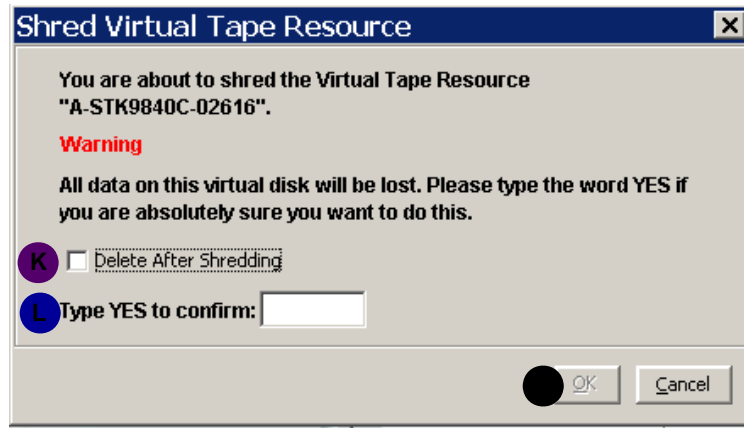 Shred Virtual Tape Resource
You are about to shred the Virtual Tape Resource
"A-STK9840C-02616".
Warning
All data on this virtual disk will be lost. Please type the word YES if
you are absolutely sure you want to do this.
K Delete After Shredding
L Type YES to confirm:
OK Cancel